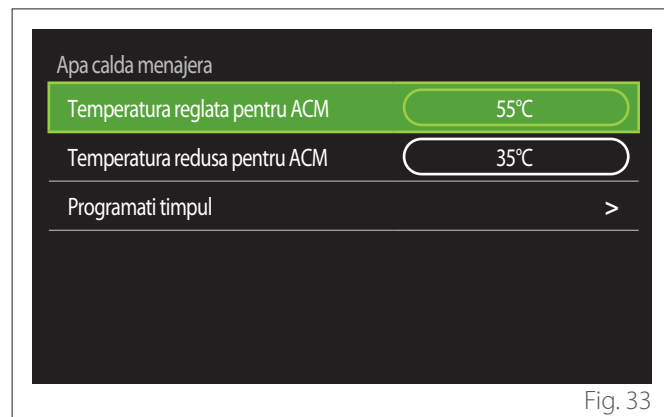 Apa calda menajera
Temperatura reglata pentru ACM 55°C
Temperatura redusa pentru ACM 35°C
Programati timpul >
Fig. 33